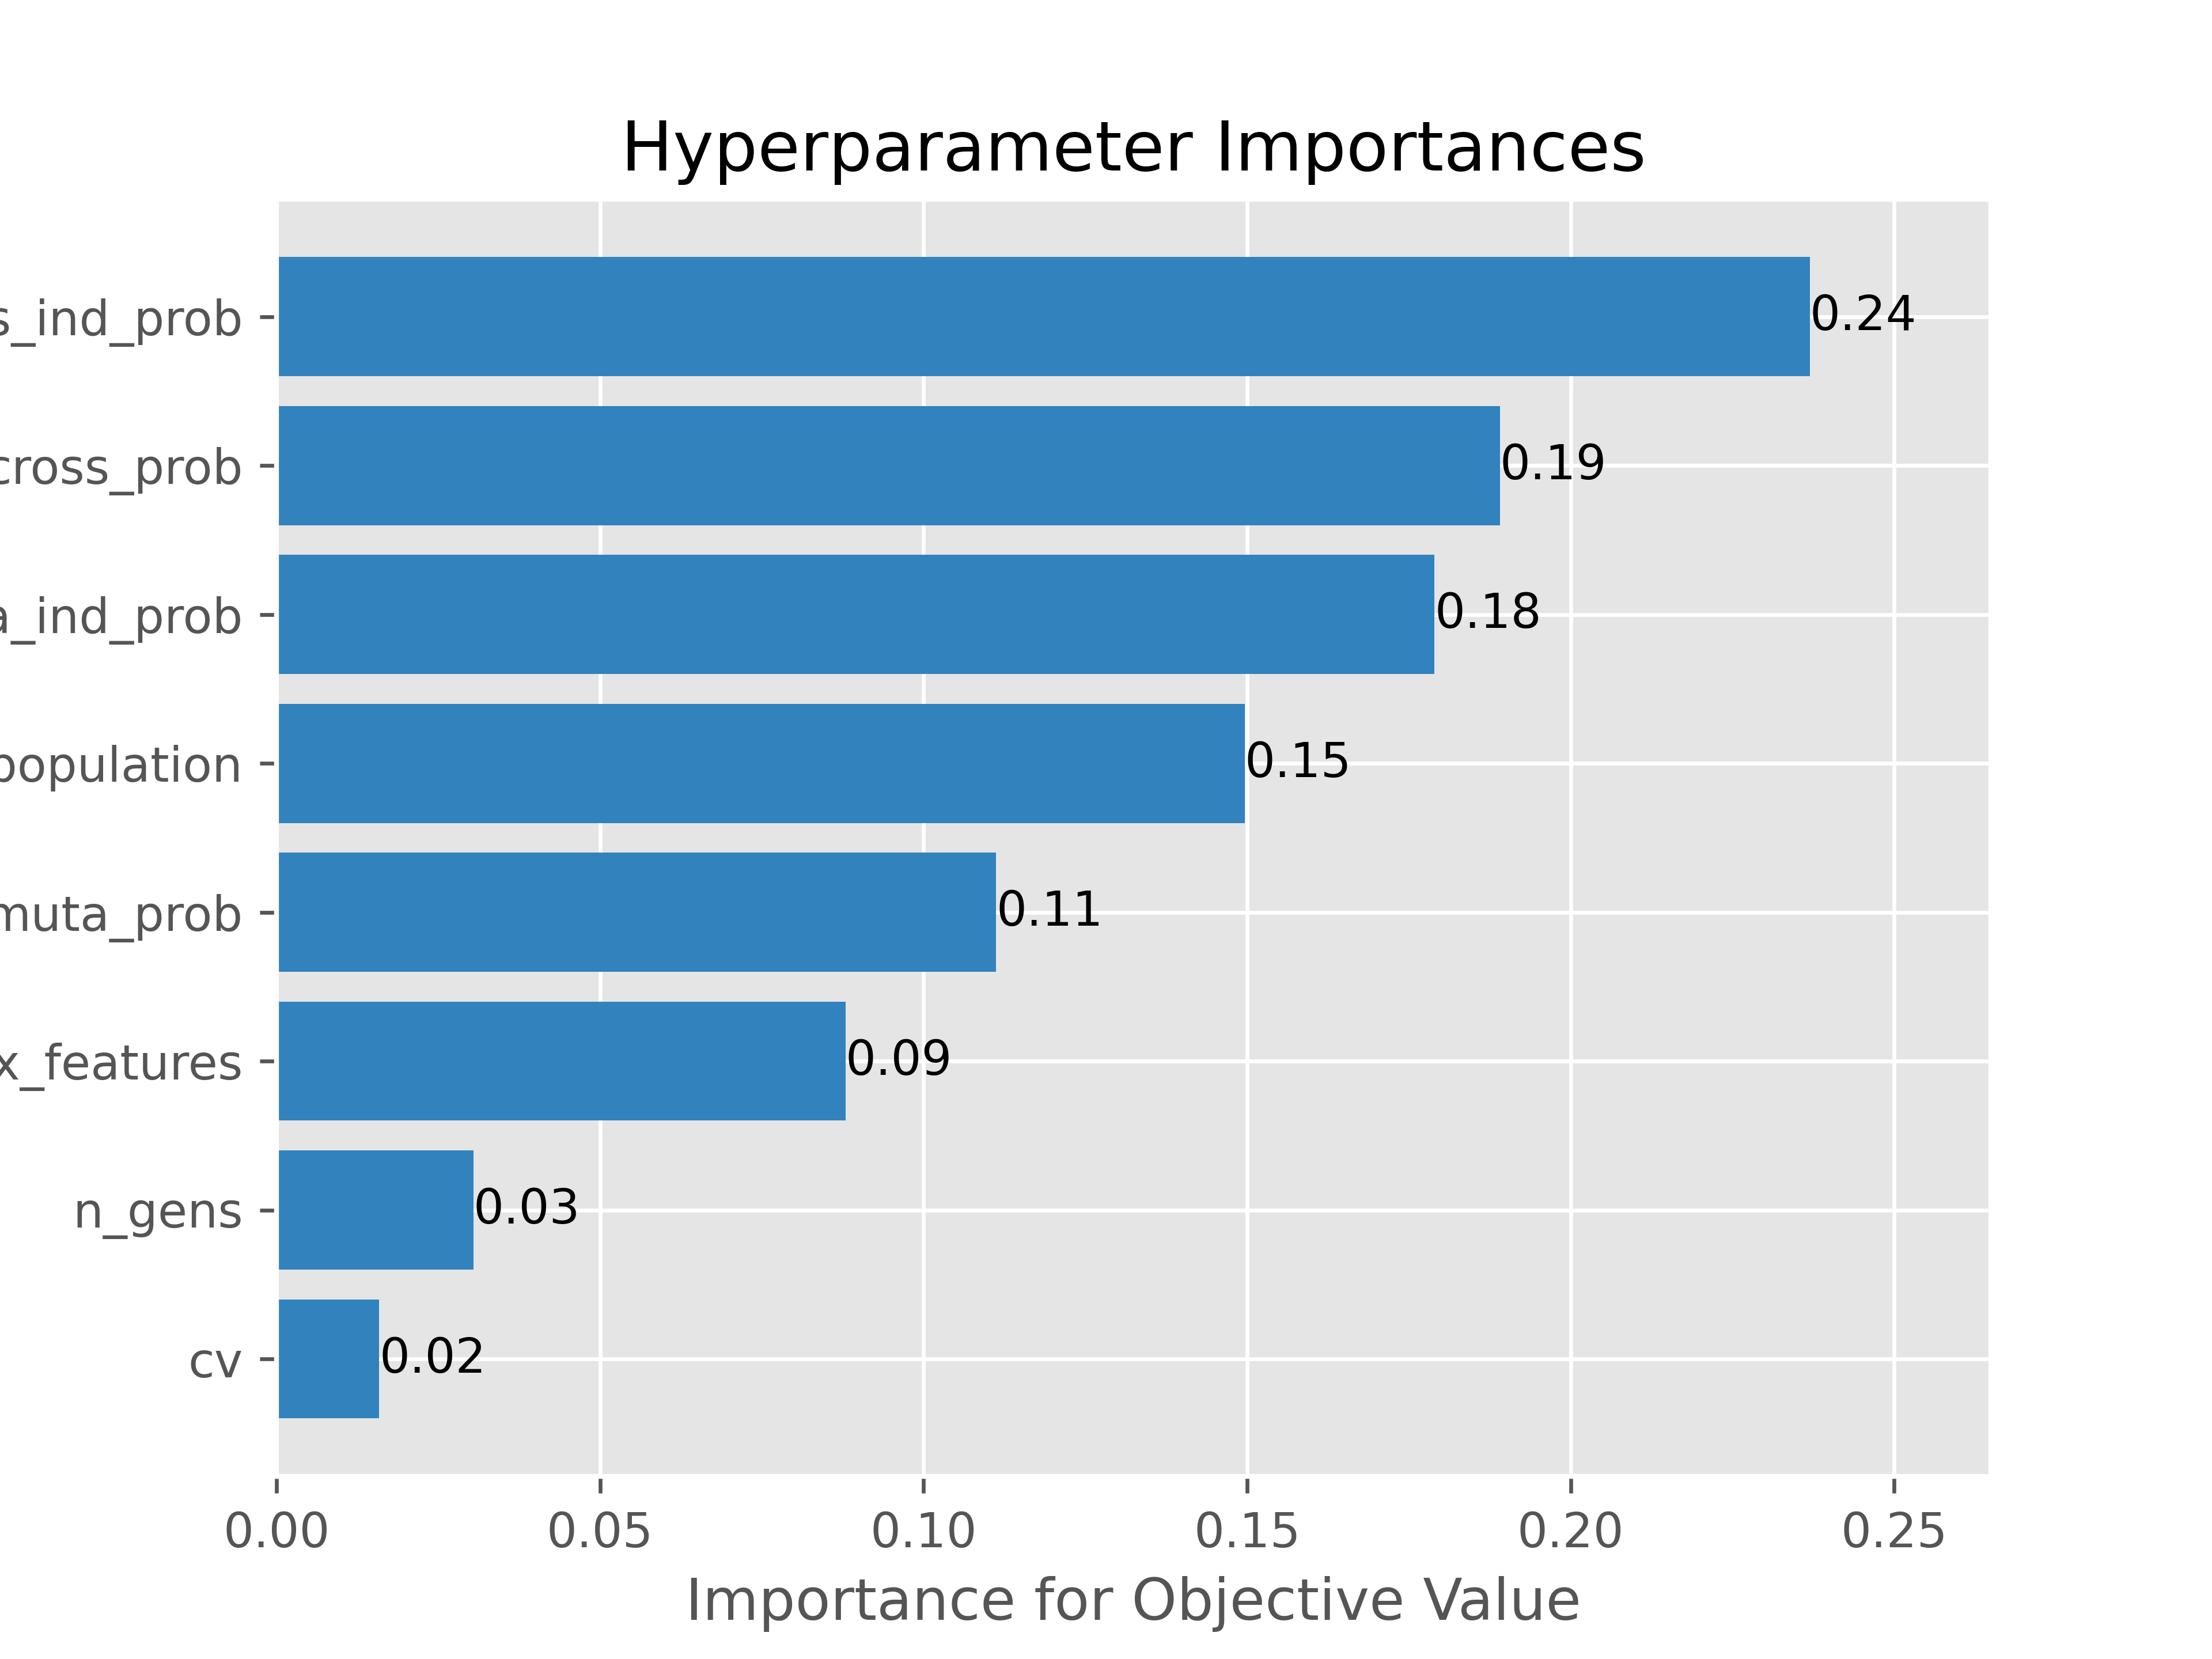 Hyperparameter Importances
s_ind_prob 0.24
cross_prob 0.19
a_ind_prob 0.18
population 0.15
muta_prob 0.11
x_features 0.09
n_gens 0.03
cv 0.02
0.00 0.05 0.10 0.15 0.20 0.25
Importance for Objective Value